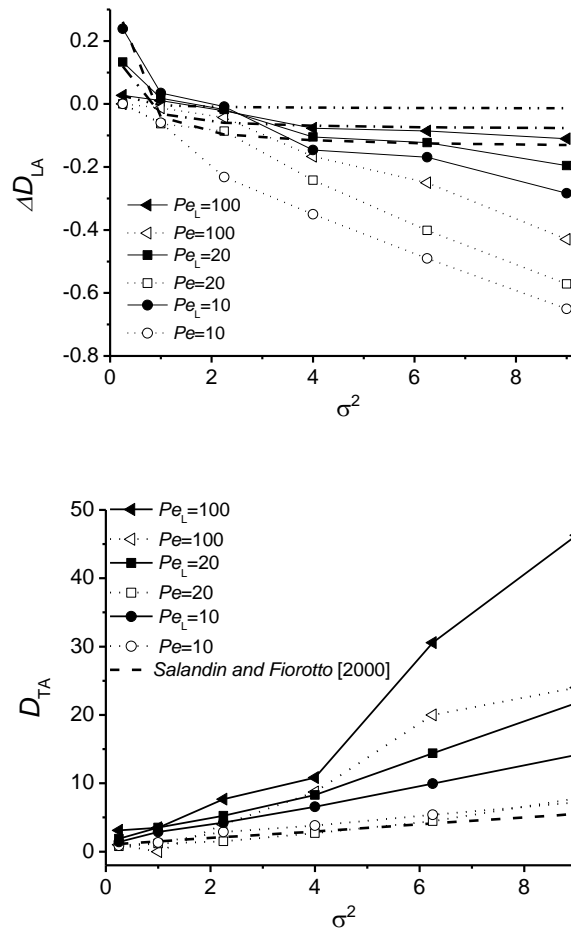 0.2
0.0
-0.2
-0.4
-0.6
-0.8
ΔD_LA
Pe_L=100
Pe=100
Pe_L=20
Pe=20
Pe_L=10
Pe=10
0 2 4 6 8
σ²
50
40
30
20
10
0
D_TA
Pe_L=100
Pe=100
Pe_L=20
Pe=20
Pe_L=10
Pe=10
Salandin and Fiorotto [2000]
0 2 4 6 8
σ²